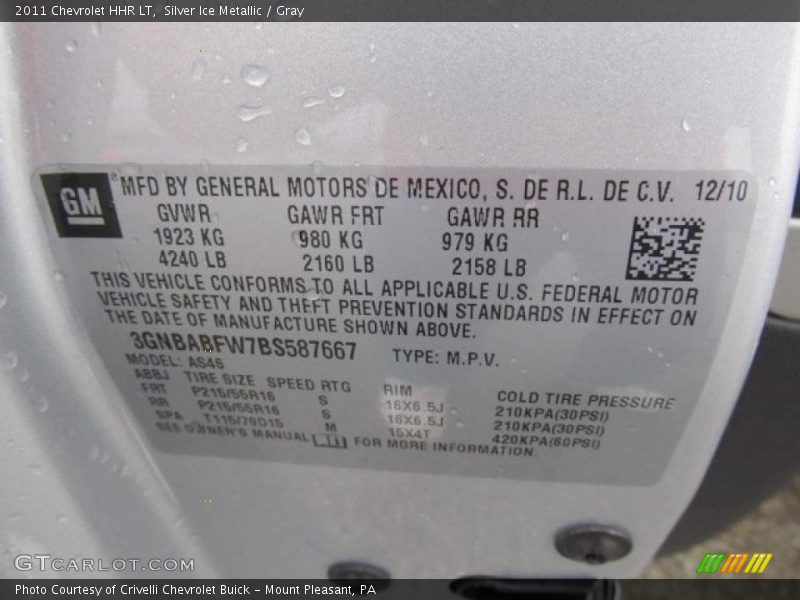 2011 Chevrolet HHR LT, Silver Ice Metallic / Gray
GM
MFD BY GENERAL MOTORS DE MEXICO, S. DE R.L. DE C.V. 12/10
GVWR GAWR FRT GAWR RR
1923 KG 980 KG 979 KG
4240 LB 2160 LB 2158 LB
THIS VEHICLE CONFORMS TO ALL APPLICABLE U.S. FEDERAL MOTOR
VEHICLE SAFETY AND THEFT PREVENTION STANDARDS IN EFFECT ON
THE DATE OF MANUFACTURE SHOWN ABOVE.
3GNBABFW7BS587667 TYPE: M.P.V.
MODEL: AS46
ABBJ TIRE SIZE SPEED RTG RIM COLD TIRE PRESSURE
FRT P215/55R16 S 16X6.5J 210KPA(30PSI)
RR P215/55R16 S 16X6.5J 210KPA(30PSI)
SPA T115/70D15 M 15X4T 420KPA(60PSI)
SEE OWNER'S MANUAL FOR MORE INFORMATION.
GTCARLOT.COM
Photo Courtesy of Crivelli Chevrolet Buick - Mount Pleasant, PA